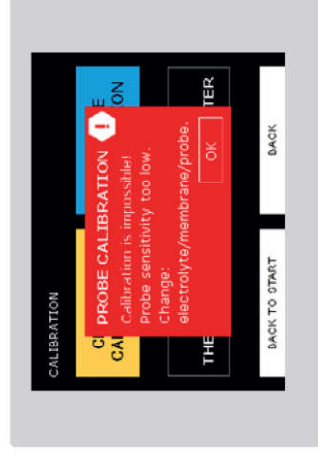 CALIBRATION
PROBE CALIBRATION !
Calibration is impossible!
Probe sensitivity too low.
Change:
electrolyte/membrane/probe.
OK
BACK TO START
BACK